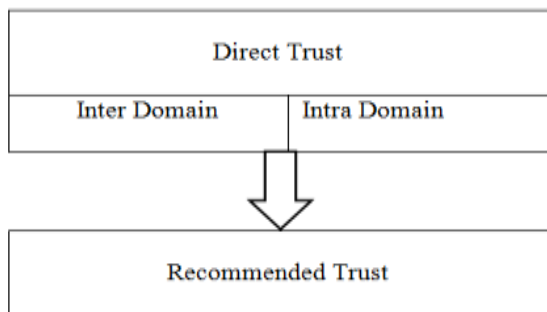 Direct Trust
Inter Domain
Intra Domain
Recommended Trust